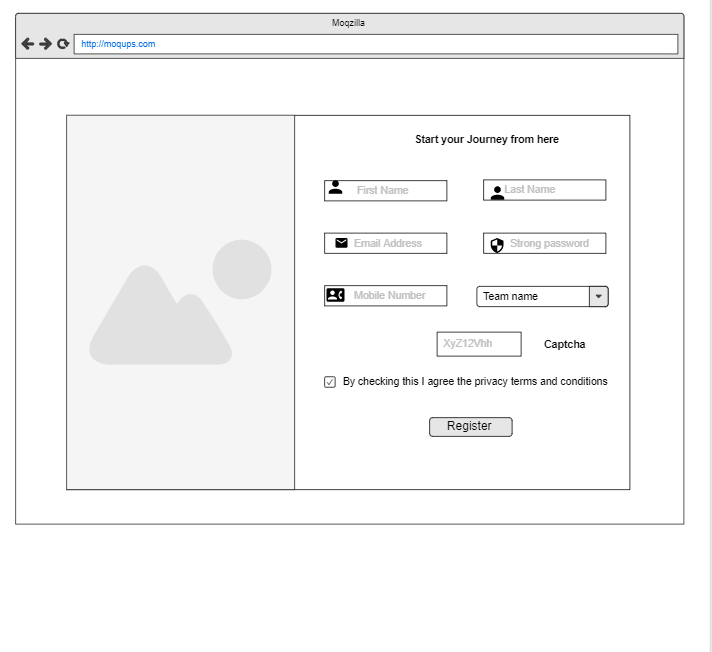 Moqzilla
http://moqups.com
Start your Journey from here
First Name
Last Name
Email Address
Strong password
Mobile Number
Team name
XyZ12Vhh
Captcha
By checking this I agree the privacy terms and conditions
Register